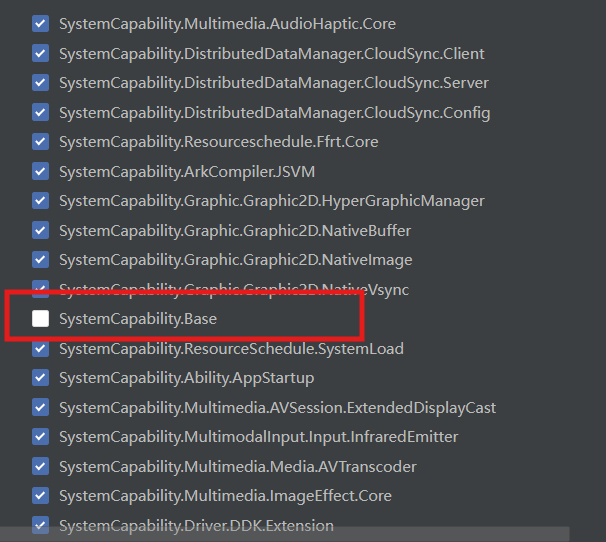 SystemCapability.Multimedia.AudioHaptic.Core
SystemCapability.DistributedDataManager.CloudSync.Client
SystemCapability.DistributedDataManager.CloudSync.Server
SystemCapability.DistributedDataManager.CloudSync.Config
SystemCapability.Resourceschedule.Ffrt.Core
SystemCapability.ArkCompiler.JSVM
SystemCapability.Graphic.Graphic2D.HyperGraphicManager
SystemCapability.Graphic.Graphic2D.NativeBuffer
SystemCapability.Graphic.Graphic2D.NativeImage
SystemCapability.Graphic.Graphic2D.NativeVsync
SystemCapability.Base
SystemCapability.ResourceSchedule.SystemLoad
SystemCapability.Ability.AppStartup
SystemCapability.Multimedia.AVSession.ExtendedDisplayCast
SystemCapability.MultimodalInput.Input.InfraredEmitter
SystemCapability.Multimedia.Media.AVTranscoder
SystemCapability.Multimedia.ImageEffect.Core
SystemCapability.Driver.DDK.Extension